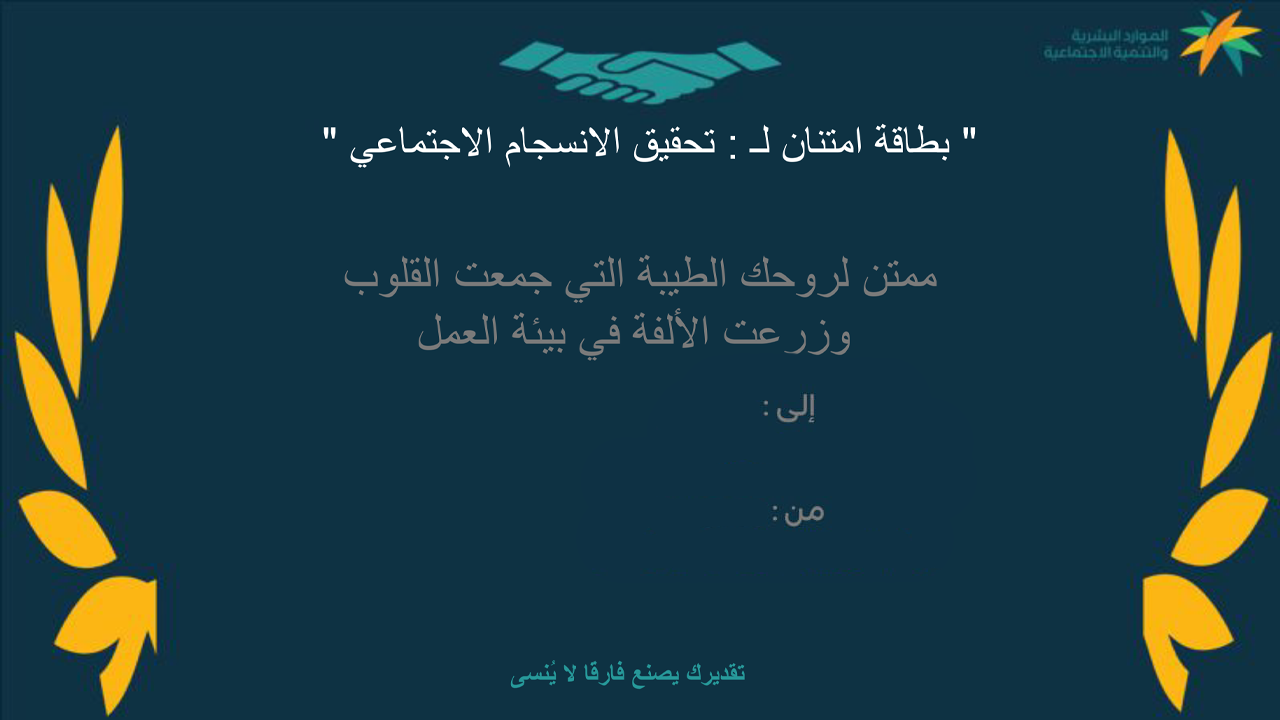 الموارد البشرية
والتنمية الاجتماعية
" بطاقة امتنان لـ : تحقيق الانسجام الاجتماعي "
ممتن لروحك الطيبة التي جمعت القلوب
وزرعت الألفة في بيئة العمل
إلى :
من :
تقديرك يصنع فارقا لا يُنسى